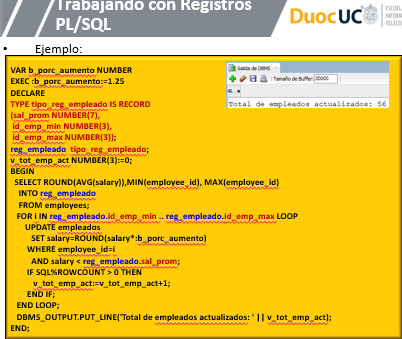 Trabajando con Registros
PL/SQL
DuocUC
ESCUEL
INFORM
TELECO
• Ejemplo:
VAR b_porc_aumento NUMBER
EXEC :b_porc_aumento:=1.25
DECLARE
TYPE tipo_reg_empleado IS RECORD
(sal_prom NUMBER(7),
id_emp_min NUMBER(3),
id_emp_max NUMBER(3));
reg_empleado tipo_reg_empleado;
v_tot_emp_act NUMBER(3):=0;
BEGIN
SELECT ROUND(AVG(salary)),MIN(employee_id), MAX(employee_id)
INTO reg_empleado
FROM employees;
FOR i IN reg_empleado.id_emp_min .. reg_empleado.id_emp_max LOOP
UPDATE empleados
SET salary=ROUND(salary*:b_porc_aumento)
WHERE employee_id=i
AND salary < reg_empleado.sal_prom;
IF SQL%ROWCOUNT > 0 THEN
v_tot_emp_act:=v_tot_emp_act+1;
END IF;
END LOOP;
DBMS_OUTPUT.PUT_LINE('Total de empleados actualizados: ' || v_tot_emp_act);
END;
Salida de DBMS
Tamaño de Buffer: 20000
HR
Total de empleados actualizados: 56